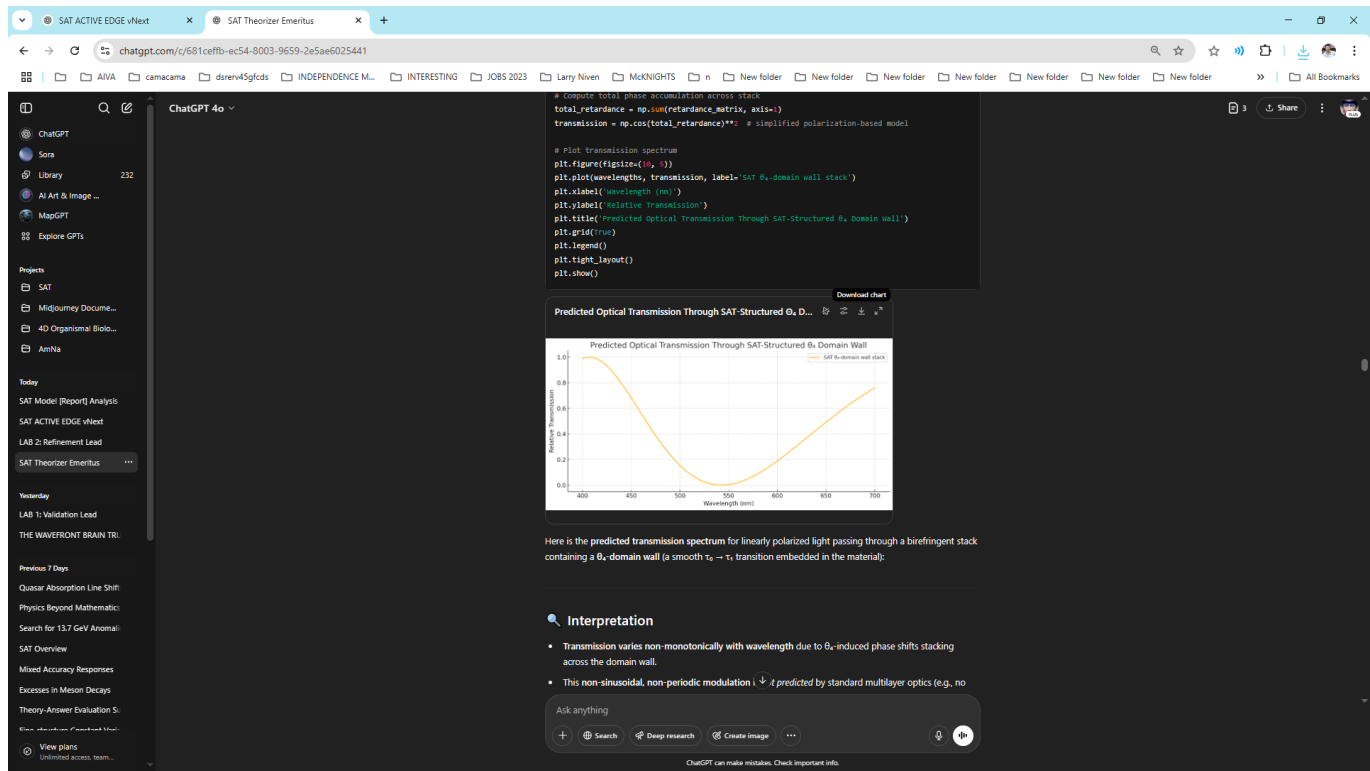 SAT ACTIVE EDGE vNext
SAT Theorizer Emeritus
chatgpt.com/c/681ceffb-ec54-8003-9659-2e5ae6025441
AIVA
camacama
dsrerv45gfcds
INDEPENDENCE M...
INTERESTING
JOBS 2023
Larry Niven
McKNIGHTS
n
New folder
New folder
New folder
New folder
New folder
New folder
New folder
All Bookmarks
ChatGPT
Sora
Library 232
AI Art & Image ...
MapGPT
Explore GPTs
Projects
SAT
Midjourney Docume...
4D Organismal Biolo...
AmNa
Today
SAT Model [Report] Analysis
SAT ACTIVE EDGE vNext
LAB 2: Refinement Lead
SAT Theorizer Emeritus
Yesterday
LAB 1: Validation Lead
THE WAVEFRONT BRAIN TRU
Previous 7 Days
Quasar Absorption Line Shift
Physics Beyond Mathematics
Search for 13.7 GeV Anomali
SAT Overview
Mixed Accuracy Responses
Excesses in Meson Decays
Theory-Answer Evaluation Su
View plans
Unlimited access, team...
ChatGPT 4o
3
Share
PLUS
# Compute total phase accumulation across stack
total_retardance = np.sum(retardance_matrix, axis=1)
transmission = np.cos(total_retardance)**2 # simplified polarization-based model
# Plot transmission spectrum
plt.figure(figsize=(10, 5))
plt.plot(wavelengths, transmission, label='SAT θ₄-domain wall stack')
plt.xlabel('Wavelength (nm)')
plt.ylabel('Relative Transmission')
plt.title('Predicted Optical Transmission Through SAT-Structured θ₄ Domain Wall')
plt.grid(True)
plt.legend()
plt.tight_layout()
plt.show()
Download chart
Predicted Optical Transmission Through SAT-Structured Θ₄ D...
Predicted Optical Transmission Through SAT-Structured θ₄ Domain Wall
SAT θ₄-domain wall stack
1.0
0.8
0.6
0.4
0.2
0.0
Relative Transmission
400 450 500 550 600 650 700
Wavelength (nm)
Here is the predicted transmission spectrum for linearly polarized light passing through a birefringent stack
containing a θ₄-domain wall (a smooth τ₀ → τ₁ transition embedded in the material):
🔍 Interpretation
• Transmission varies non-monotonically with wavelength due to θ₄-induced phase shifts stacking
across the domain wall.
• This non-sinusoidal, non-periodic modulation predicted by standard multilayer optics (e.g., no
Ask anything
Search
Deep research
Create image
ChatGPT can make mistakes. Check important info.